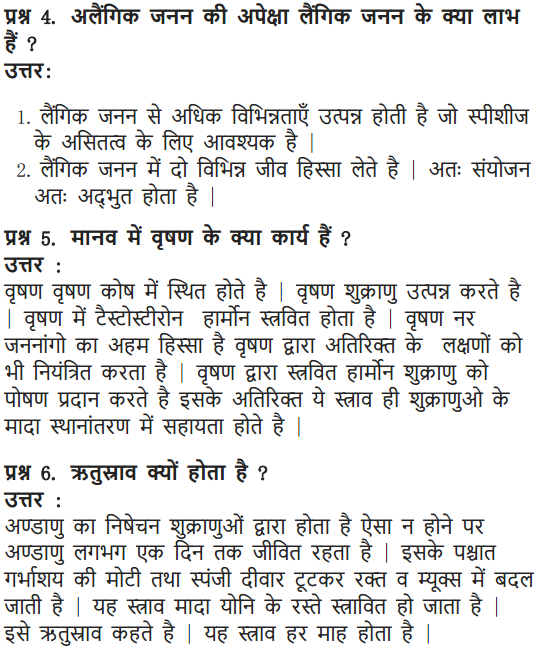 प्रश्न 4. अलैंगिक जनन की अपेक्षा लैंगिक जनन के क्या लाभ
हैं ?
उत्तर:
1. लैंगिक जनन से अधिक विभिन्नताएँ उत्पन्न होती है जो स्पीशीज
के असितत्व के लिए आवश्यक है |
2. लैंगिक जनन में दो विभिन्न जीव हिस्सा लेते है | अतः संयोजन
अतः अद्भुत होता है |
प्रश्न 5. मानव में वृषण के क्या कार्य हैं ?
उत्तर :
वृषण वृषण कोष में स्थित होते है | वृषण शुक्राणु उत्पन्न करते है
| वृषण में टैस्टोस्टीरोन हार्मोन स्त्रवित होता है | वृषण नर
जननांगो का अहम हिस्सा है वृषण द्वारा अतिरिक्त के लक्षणों को
भी नियंत्रित करता है | वृषण द्वारा स्त्रवित हार्मोन शुक्राणु को
पोषण प्रदान करते है इसके अतिरिक्त ये स्त्राव ही शुक्राणुओ के
मादा स्थानांतरण में सहायता होते है |
प्रश्न 6. ऋतुस्राव क्यों होता है ?
उत्तर :
अण्डाणु का निषेचन शुक्राणुओं द्वारा होता है ऐसा न होने पर
अण्डाणु लगभग एक दिन तक जीवित रहता है | इसके पश्चात
गर्भाशय की मोटी तथा स्पंजी दीवार टूटकर रक्त व म्यूक्स में बदल
जाती है | यह स्त्राव मादा योनि के रस्ते स्त्रावित हो जाता है |
इसे ऋतुस्राव कहते है | यह स्त्राव हर माह होता है |